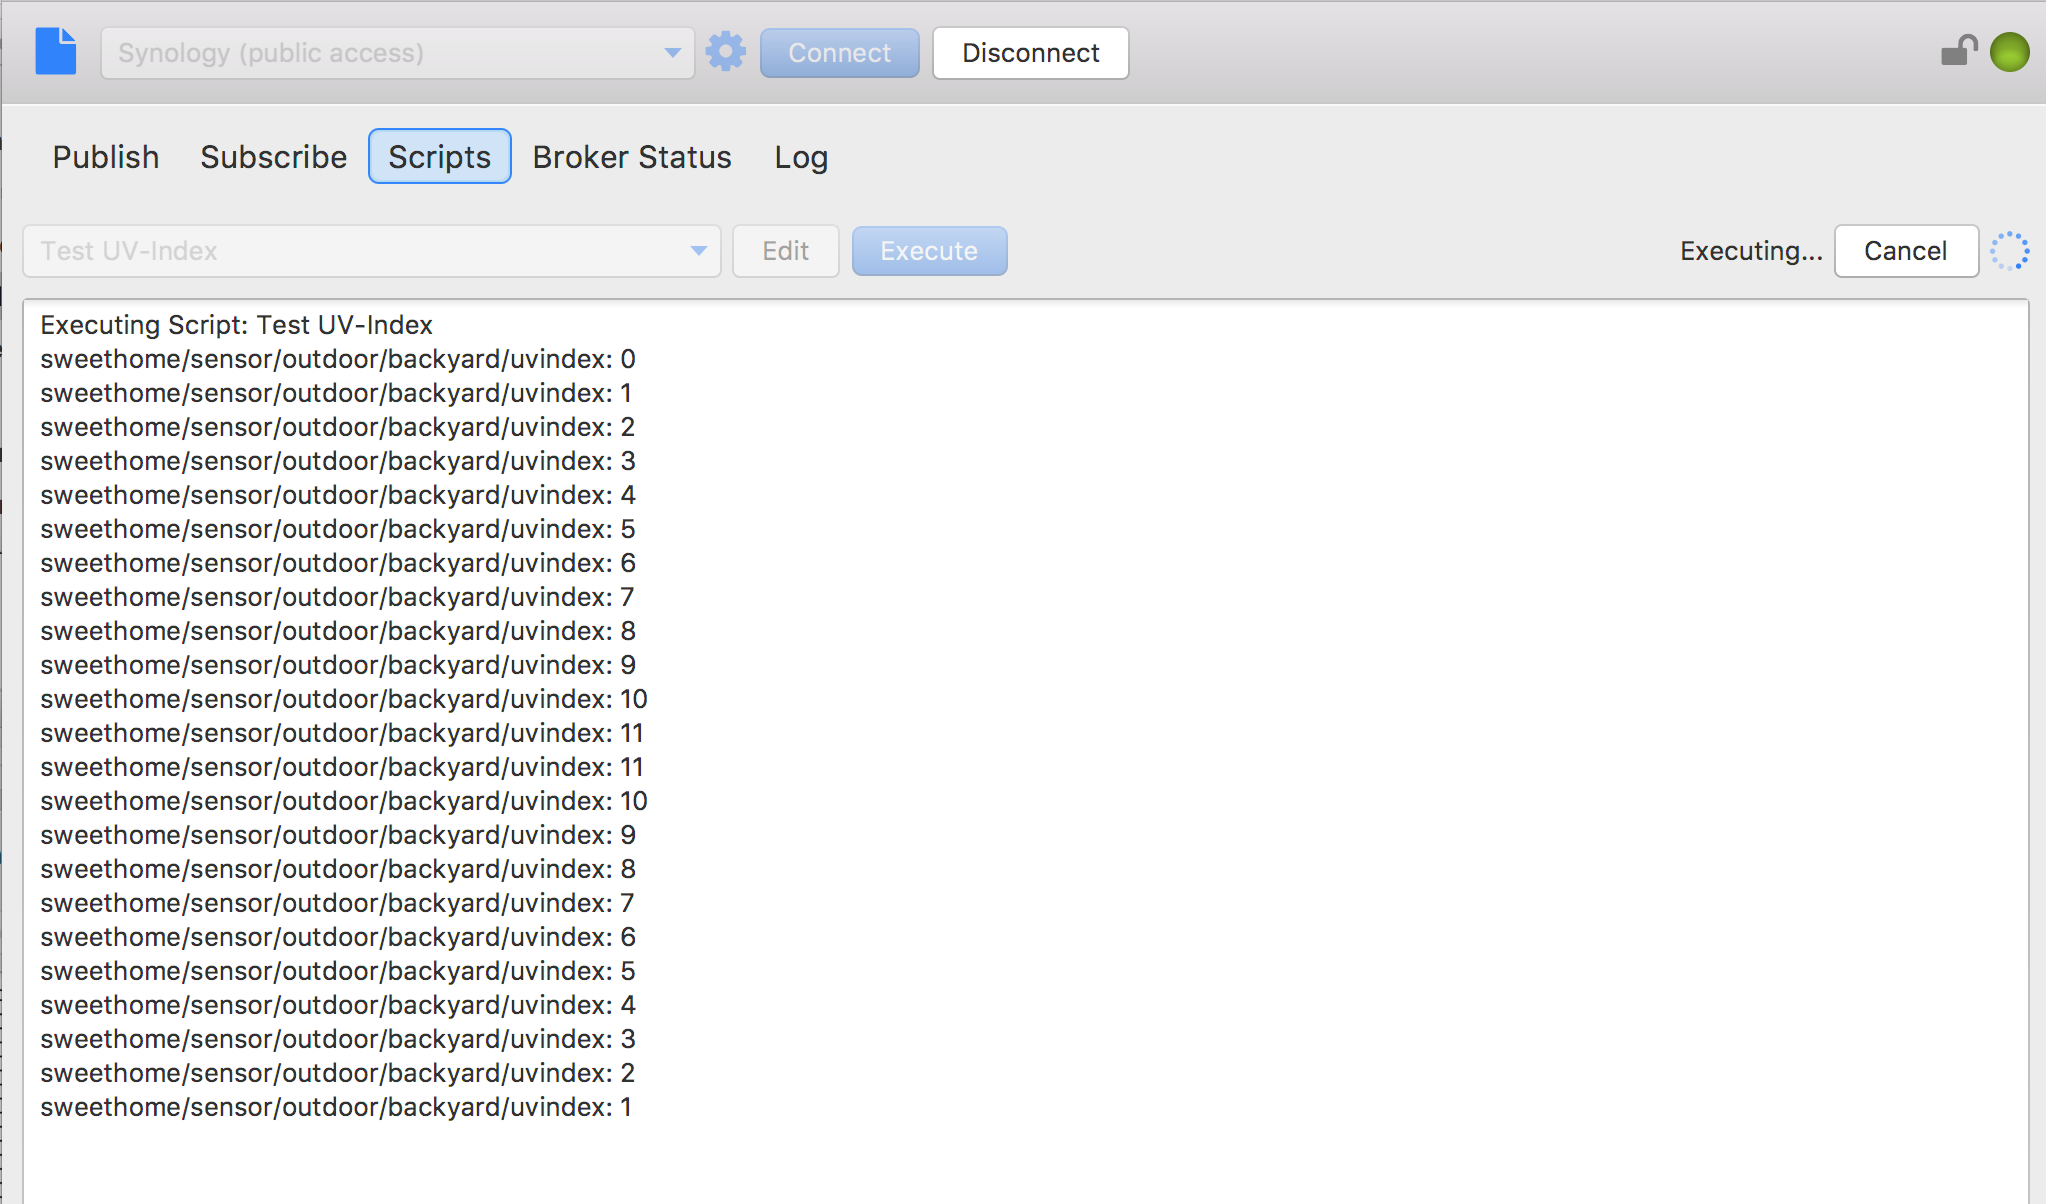 Synology (public access) Connect Disconnect
Publish Subscribe Scripts Broker Status Log
Test UV-Index Edit Execute Executing... Cancel
Executing Script: Test UV-Index
sweethome/sensor/outdoor/backyard/uvindex: 0
sweethome/sensor/outdoor/backyard/uvindex: 1
sweethome/sensor/outdoor/backyard/uvindex: 2
sweethome/sensor/outdoor/backyard/uvindex: 3
sweethome/sensor/outdoor/backyard/uvindex: 4
sweethome/sensor/outdoor/backyard/uvindex: 5
sweethome/sensor/outdoor/backyard/uvindex: 6
sweethome/sensor/outdoor/backyard/uvindex: 7
sweethome/sensor/outdoor/backyard/uvindex: 8
sweethome/sensor/outdoor/backyard/uvindex: 9
sweethome/sensor/outdoor/backyard/uvindex: 10
sweethome/sensor/outdoor/backyard/uvindex: 11
sweethome/sensor/outdoor/backyard/uvindex: 11
sweethome/sensor/outdoor/backyard/uvindex: 10
sweethome/sensor/outdoor/backyard/uvindex: 9
sweethome/sensor/outdoor/backyard/uvindex: 8
sweethome/sensor/outdoor/backyard/uvindex: 7
sweethome/sensor/outdoor/backyard/uvindex: 6
sweethome/sensor/outdoor/backyard/uvindex: 5
sweethome/sensor/outdoor/backyard/uvindex: 4
sweethome/sensor/outdoor/backyard/uvindex: 3
sweethome/sensor/outdoor/backyard/uvindex: 2
sweethome/sensor/outdoor/backyard/uvindex: 1